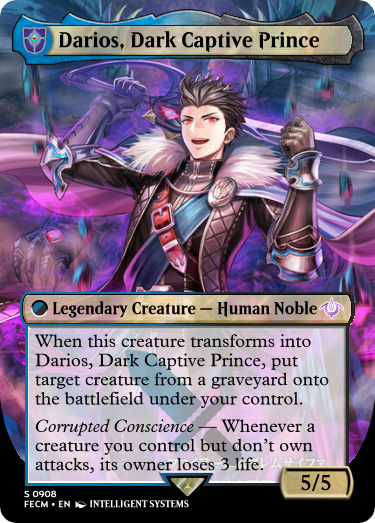 Darios, Dark Captive Prince
Legendary Creature — Human Noble
When this creature transforms into
Darios, Dark Captive Prince, put
target creature from a graveyard onto
the battlefield under your control.
Corrupted Conscience — Whenever a
creature you control but don't own
attacks, its owner loses 3 life.
5/5
S 0908
FECM • EN INTELLIGENT SYSTEMS